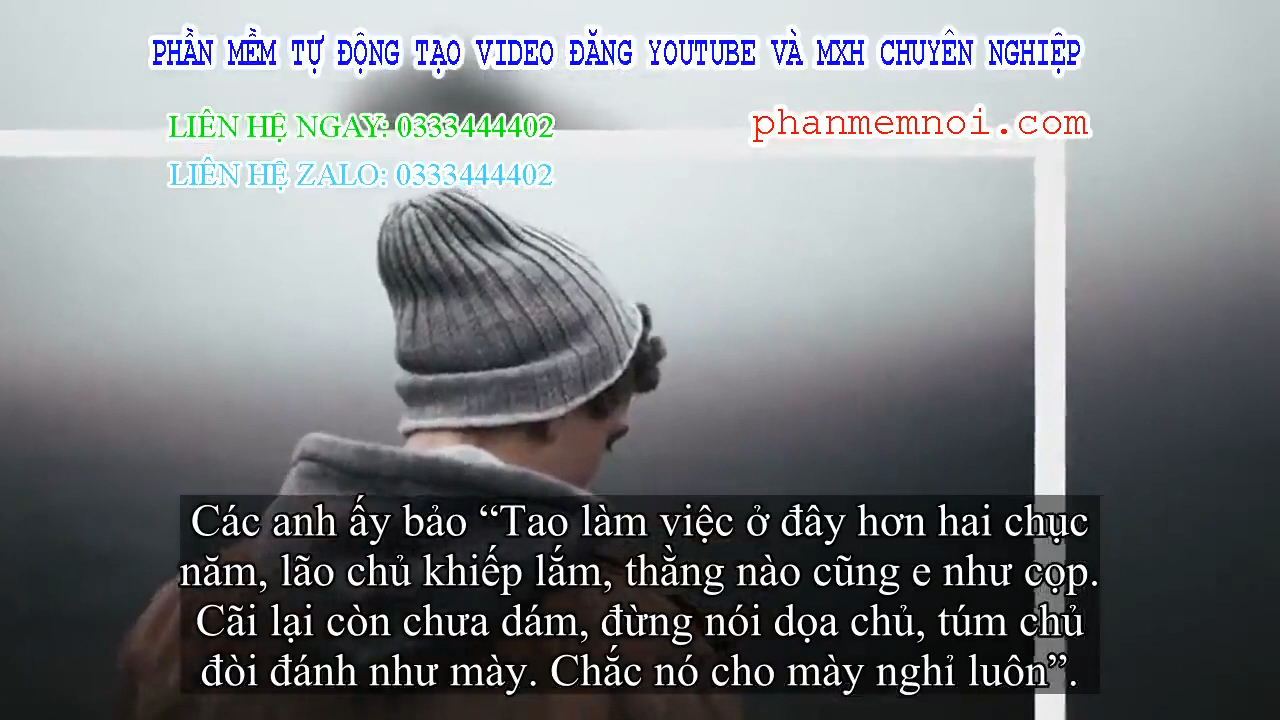 PHẦN MỀM TỰ ĐỘNG TẠO VIDEO ĐĂNG YOUTUBE VÀ MXH CHUYÊN NGHIỆP
LIÊN HỆ NGAY: 0333444402
phanmemnoi.com
LIÊN HỆ ZALO: 0333444402
Các anh ấy bảo “Tao làm việc ở đây hơn hai chục
năm, lão chủ khiếp lắm, thằng nào cũng e như cọp.
Cãi lại còn chưa dám, đừng nói dọa chủ, túm chủ
đòi đánh như mày. Chắc nó cho mày nghỉ luôn”.